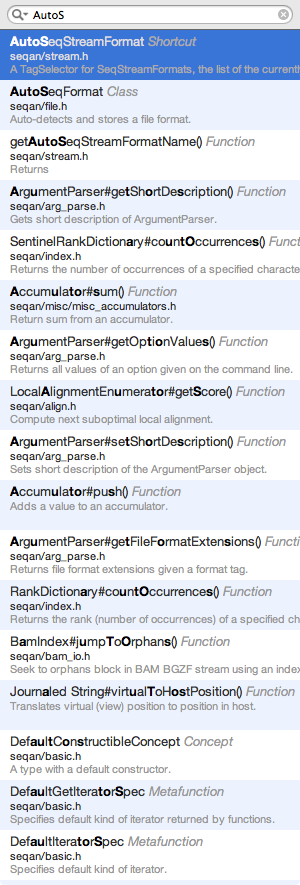 AutoS
AutoSeqStreamFormat Shortcut
seqan/stream.h
A TagSelector for SeqStreamFormats, the list of the currentl
AutoSeqFormat Class
seqan/file.h
Auto-detects and stores a file format.
getAutoSeqStreamFormatName() Function
seqan/stream.h
Returns
ArgumentParser#getShortDescription() Function
seqan/arg_parse.h
Gets short description of ArgumentParser.
SentinelRankDictionary#countOccurrences() Function
seqan/index.h
Returns the number of occurrences of a specified characte
Accumulator#sum() Function
seqan/misc/misc_accumulators.h
Return sum from an accumulator.
ArgumentParser#getOptionValues() Function
seqan/arg_parse.h
Returns all values of an option given on the command line.
LocalAlignmentEnumerator#getScore() Function
seqan/align.h
Compute next suboptimal local alignment.
ArgumentParser#setShortDescription() Function
seqan/arg_parse.h
Sets short description of the ArgumentParser object.
Accumulator#push() Function
Adds a value to an accumulator.
ArgumentParser#getFileFormatExtensions() Function
seqan/arg_parse.h
Returns file format extensions given a format tag.
RankDictionary#countOccurrences() Function
seqan/index.h
Returns the rank (number of occurrences) of a specified ch
BamIndex#jumpToOrphans() Function
seqan/bam_io.h
Seek to orphans block in BAM BGZF stream using an index
Journaled String#virtualToHostPosition() Function
Translates virtual (view) position to position in host.
DefaultConstructibleConcept Concept
seqan/basic.h
A type with a default constructor.
DefaultGetIteratorSpec Metafunction
seqan/basic.h
Specifies default kind of iterator returned by functions.
DefaultIteratorSpec Metafunction
seqan/basic.h
Specifies default kind of iterator.